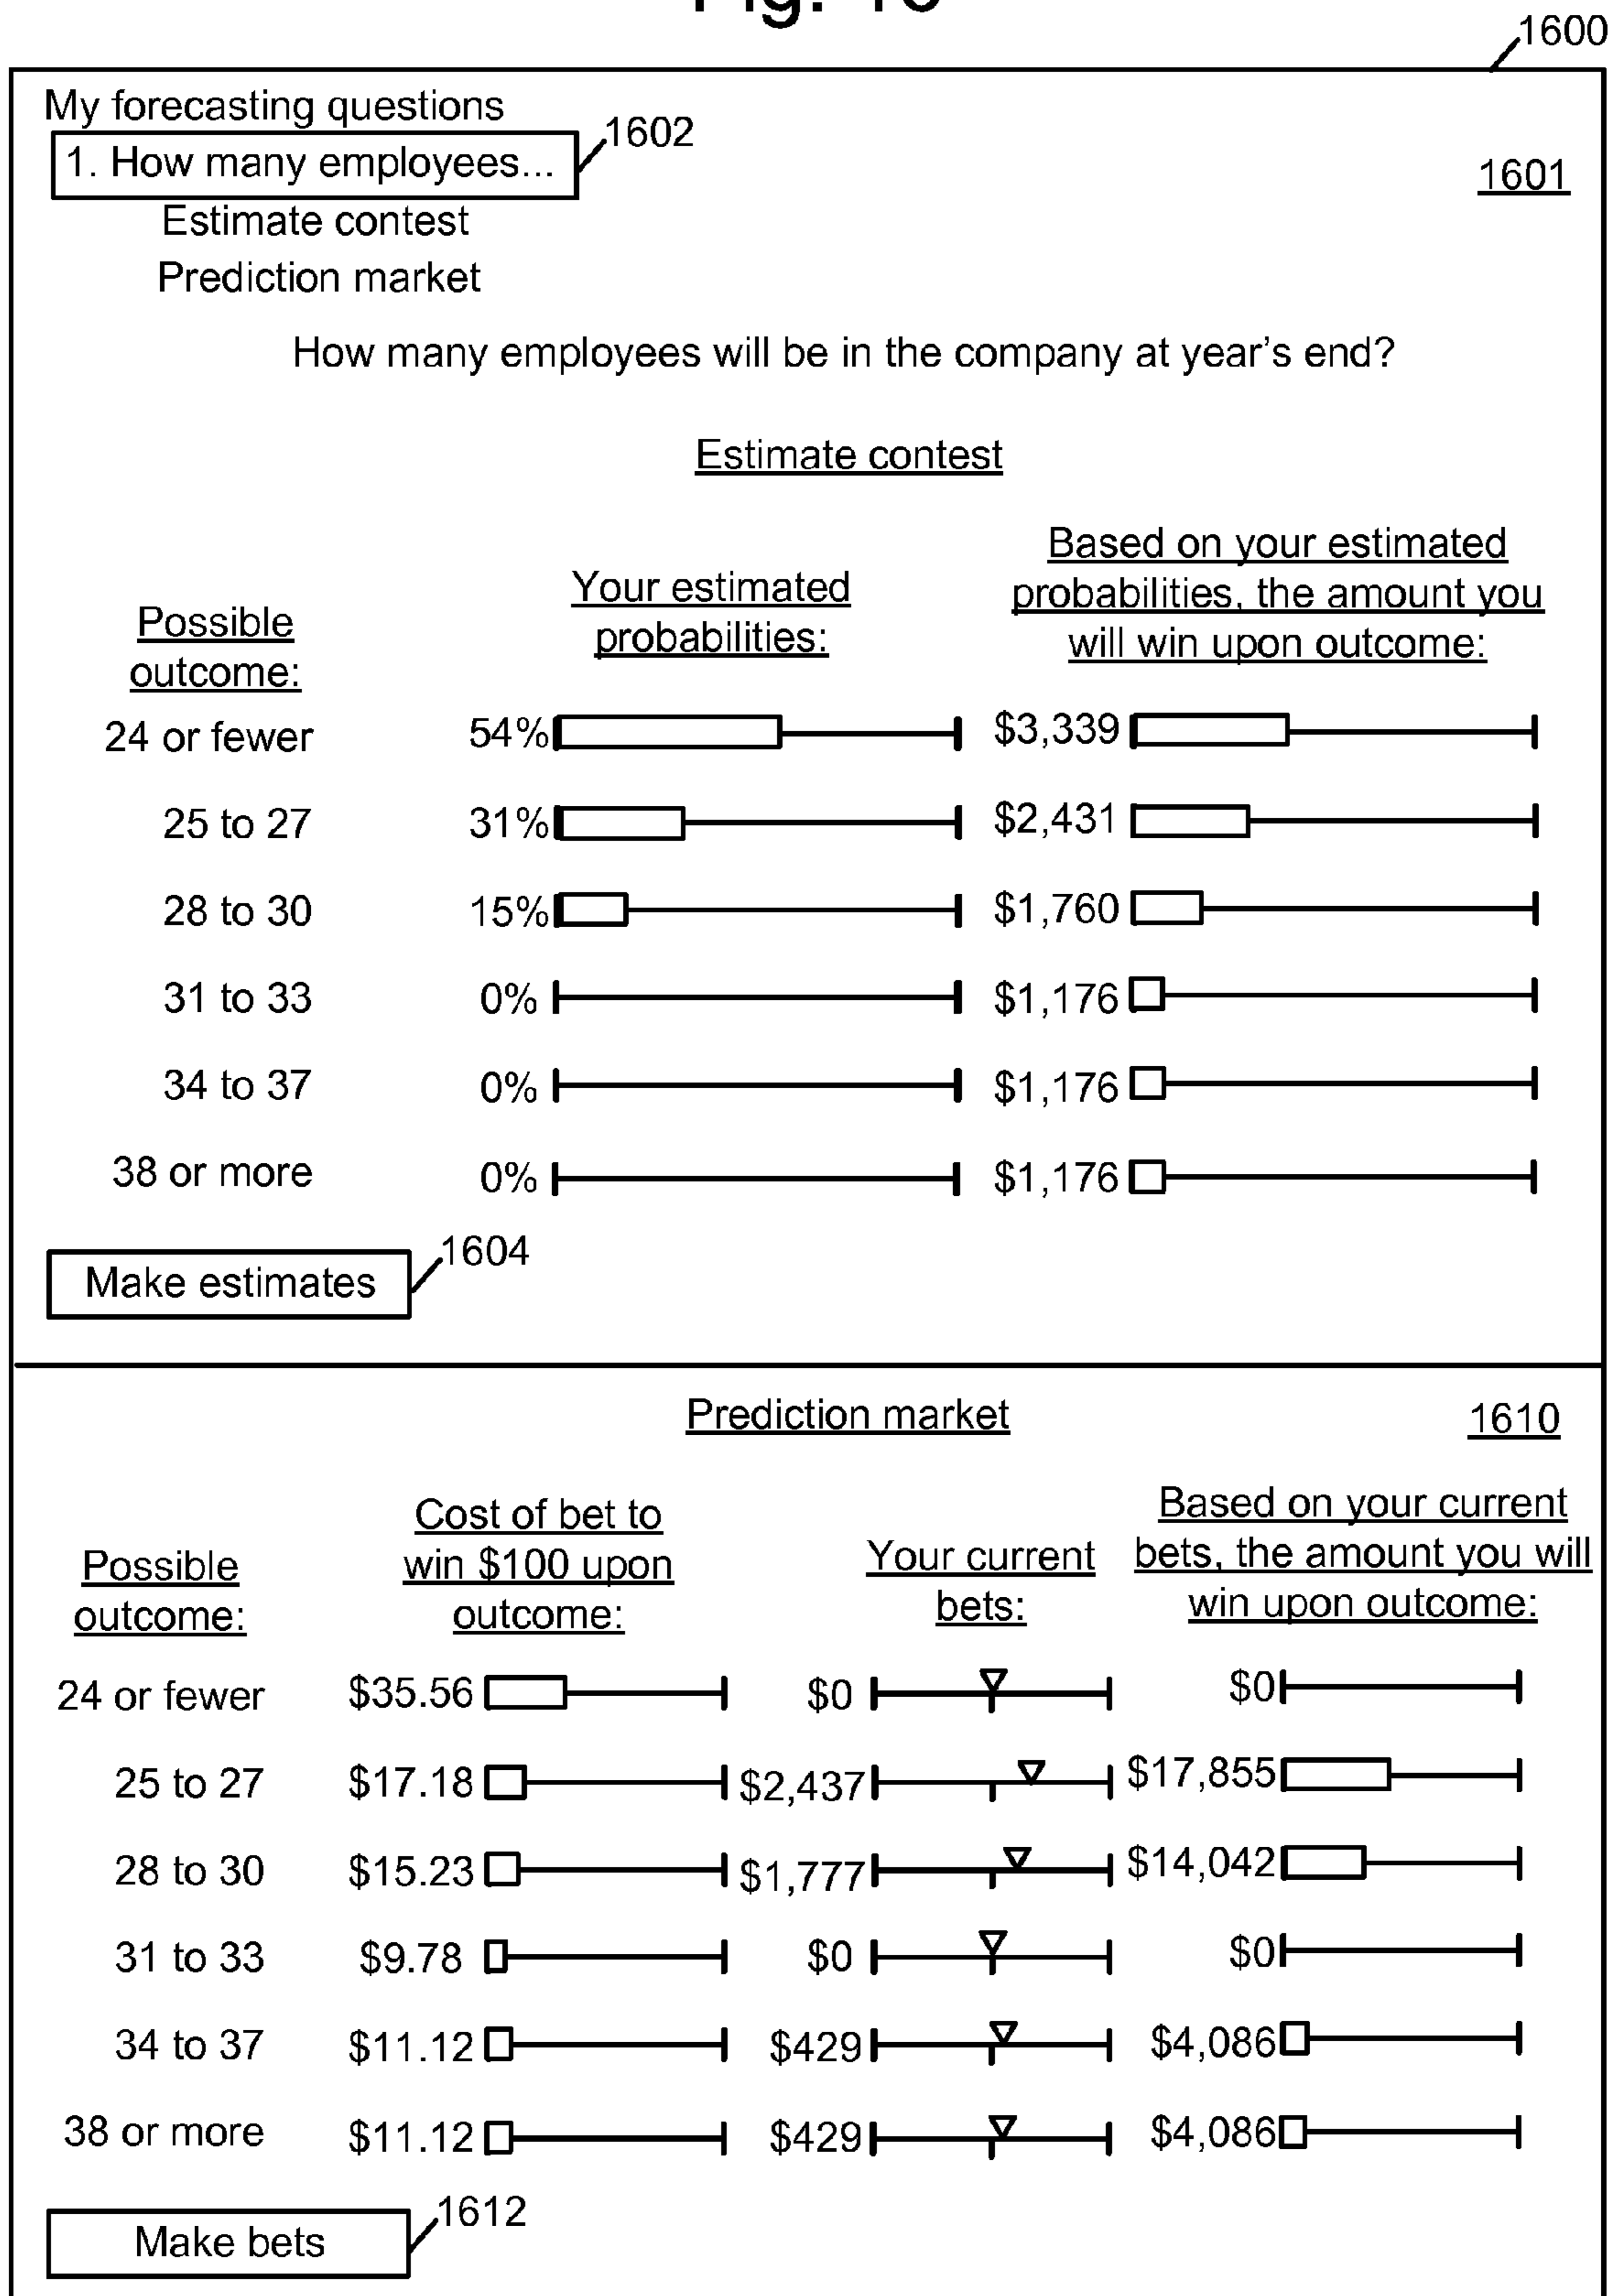 1600
My forecasting questions
1. How many employees...
1602
1601
Estimate contest
Prediction market
How many employees will be in the company at year's end?
Estimate contest
Possible
outcome:
Your estimated
probabilities:
Based on your estimated
probabilities, the amount you
will win upon outcome:
24 or fewer 54% $3,339
25 to 27 31% $2,431
28 to 30 15% $1,760
31 to 33 0% $1,176
34 to 37 0% $1,176
38 or more 0% $1,176
Make estimates
1604
Prediction market
1610
Possible
outcome:
Cost of bet to
win $100 upon
outcome:
Your current
bets:
Based on your current
bets, the amount you will
win upon outcome:
24 or fewer $35.56 $0 $0
25 to 27 $17.18 $2,437 $17,855
28 to 30 $15.23 $1,777 $14,042
31 to 33 $9.78 $0 $0
34 to 37 $11.12 $429 $4,086
38 or more $11.12 $429 $4,086
Make bets
1612